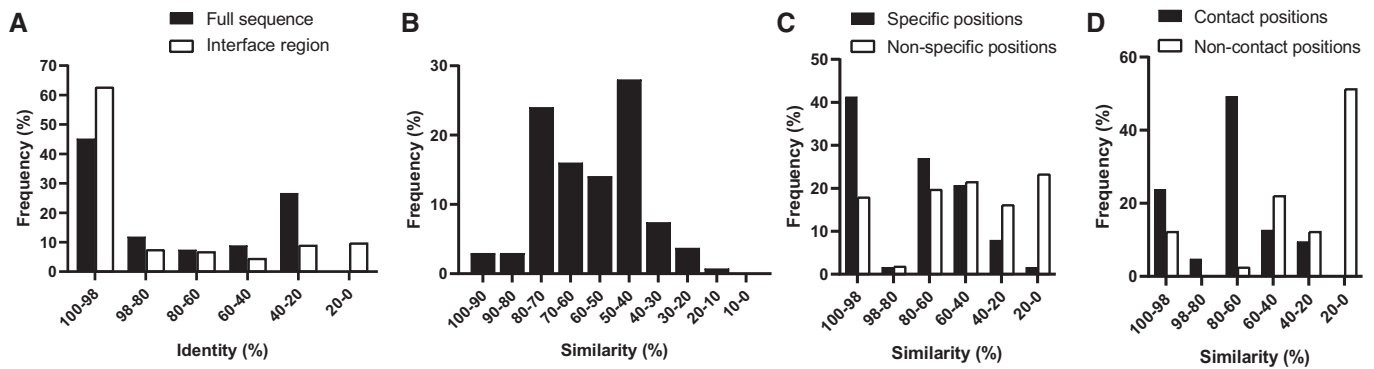 A
Full sequence
Interface region
Frequency (%)
70
60
50
40
30
20
10
0
100-98
98-80
80-60
60-40
40-20
20-0
Identity (%)
B
Frequency (%)
30
20
10
0
100-90
90-80
80-70
70-60
60-50
50-40
40-30
30-20
20-10
10-0
Similarity (%)
C
Specific positions
Non-specific positions
Frequency (%)
50
40
30
20
10
0
100-98
98-80
80-60
60-40
40-20
20-0
Similarity (%)
D
Contact positions
Non-contact positions
Frequency (%)
60
40
20
0
100-98
98-80
80-60
60-40
40-20
20-0
Similarity (%)